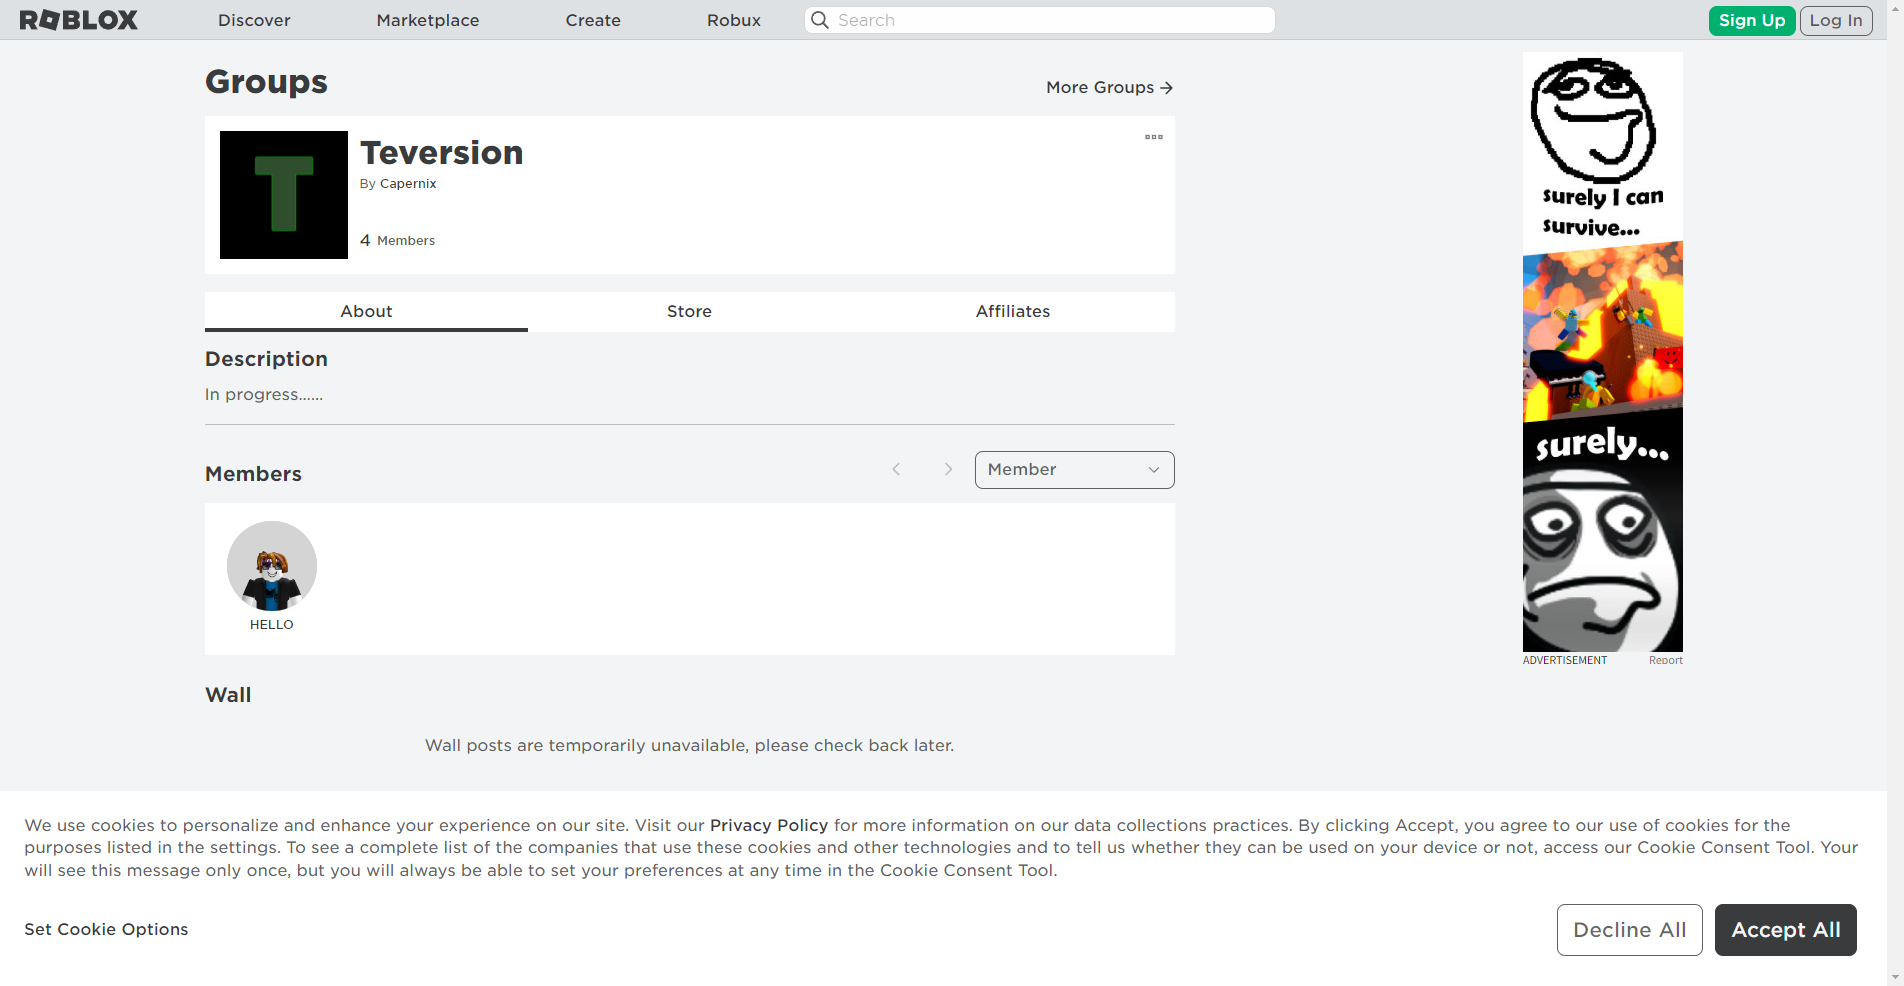 ROBLOX
Discover
Marketplace
Create
Robux
Search
Sign Up
Log In
Groups
More Groups
T
Teversion
By Capernix
4 Members
About
Store
Affiliates
Description
In progress......
Members
Member
HELLO
Wall
Wall posts are temporarily unavailable, please check back later.
surely I can
survive...
surely...
ADVERTISEMENT
Report
We use cookies to personalize and enhance your experience on our site. Visit our Privacy Policy for more information on our data collections practices. By clicking Accept, you agree to our use of cookies for the
purposes listed in the settings. To see a complete list of the companies that use these cookies and other technologies and to tell us whether they can be used on your device or not, access our Cookie Consent Tool. Your
will see this message only once, but you will always be able to set your preferences at any time in the Cookie Consent Tool.
Set Cookie Options
Decline All
Accept All